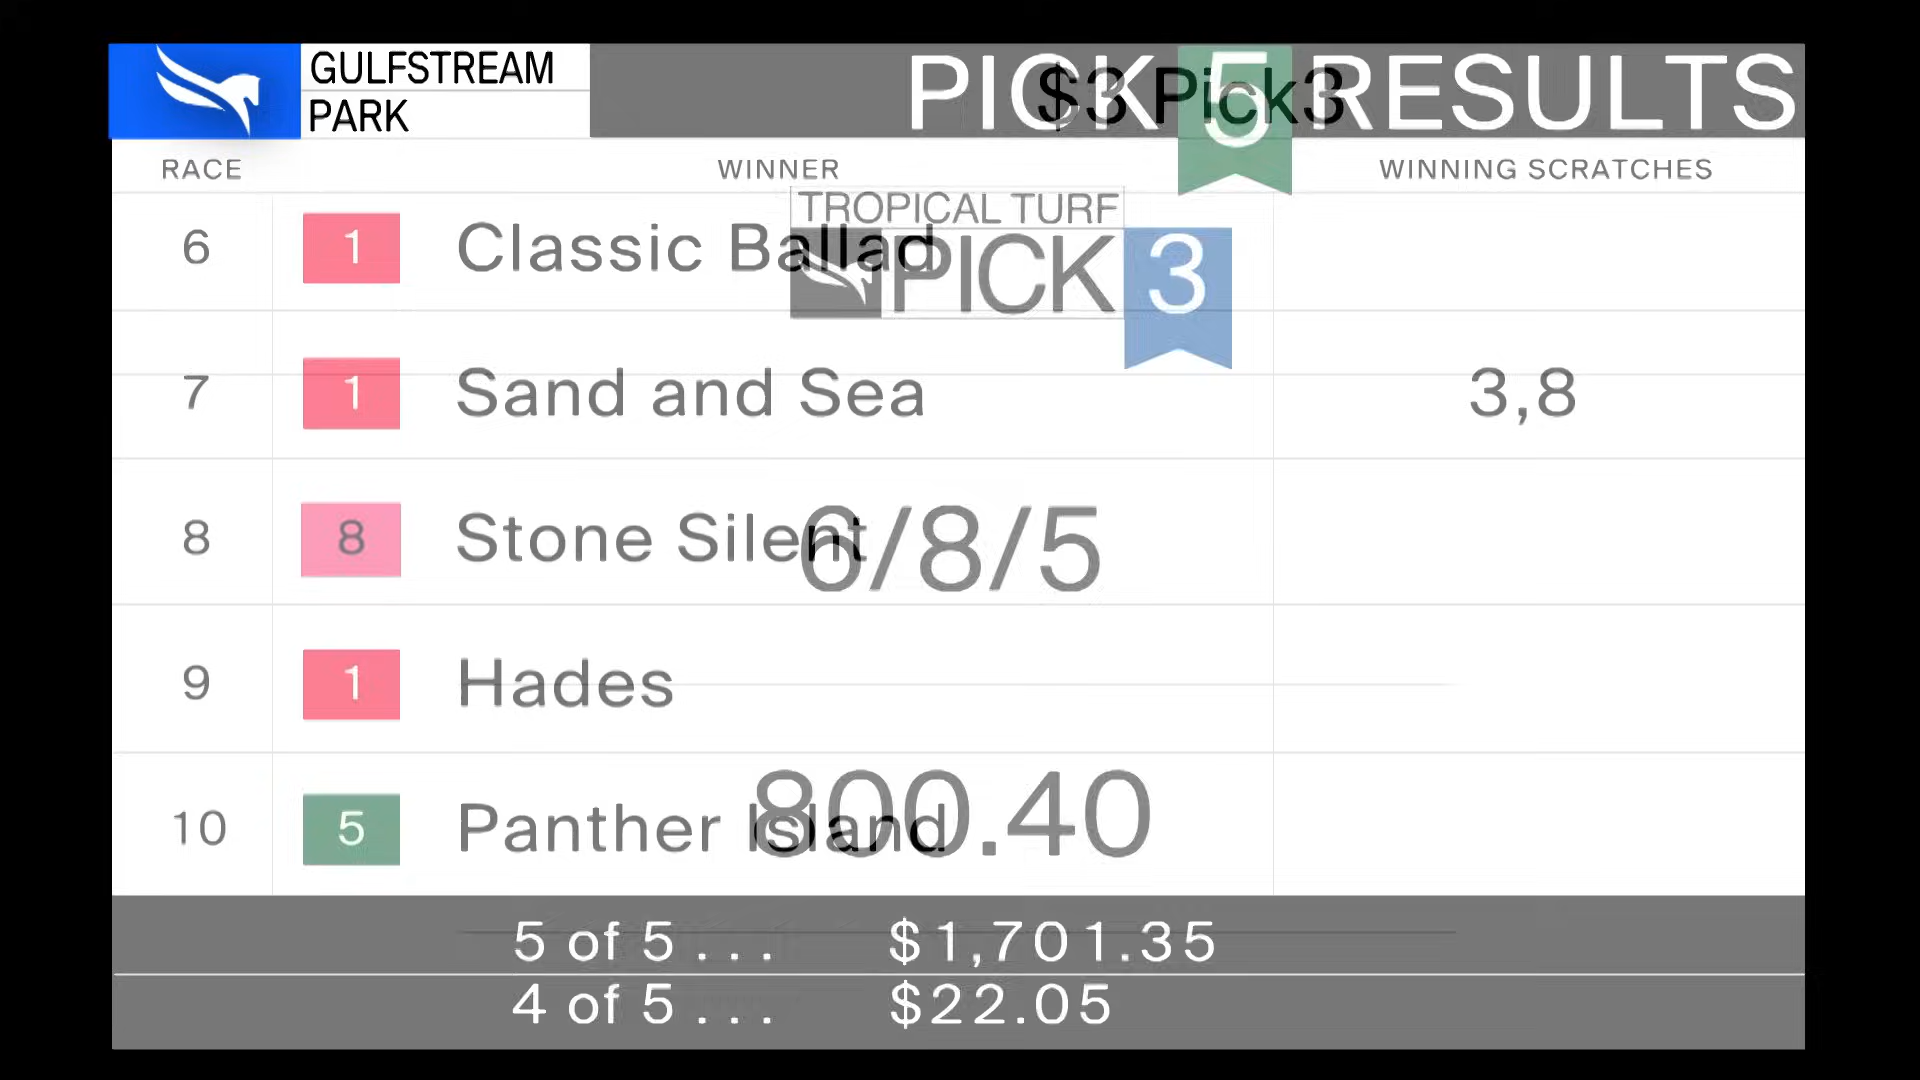 GULFSTREAM
PARK
PICK 5 RESULTS
$3 Pick3
RACE WINNER WINNING SCRATCHES
TROPICAL TURF
PICK 3
6 1 Classic Ballad
7 1 Sand and Sea 3,8
8 8 Stone Silent
6/8/5
9 1 Hades
10 5 Panther Island
800.40
5 of 5 . . . $1,701.35
4 of 5 . . . $22.05